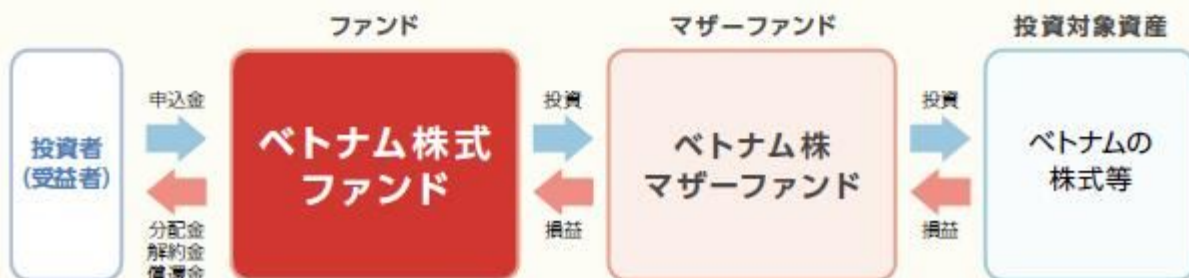 ファンド
マザーファンド
投資対象資産
投資者
(受益者)
申込金
分配金
解約金
償還金
ベトナム株式
ファンド
投資
損益
ベトナム株
マザーファンド
投資
損益
ベトナムの
株式等